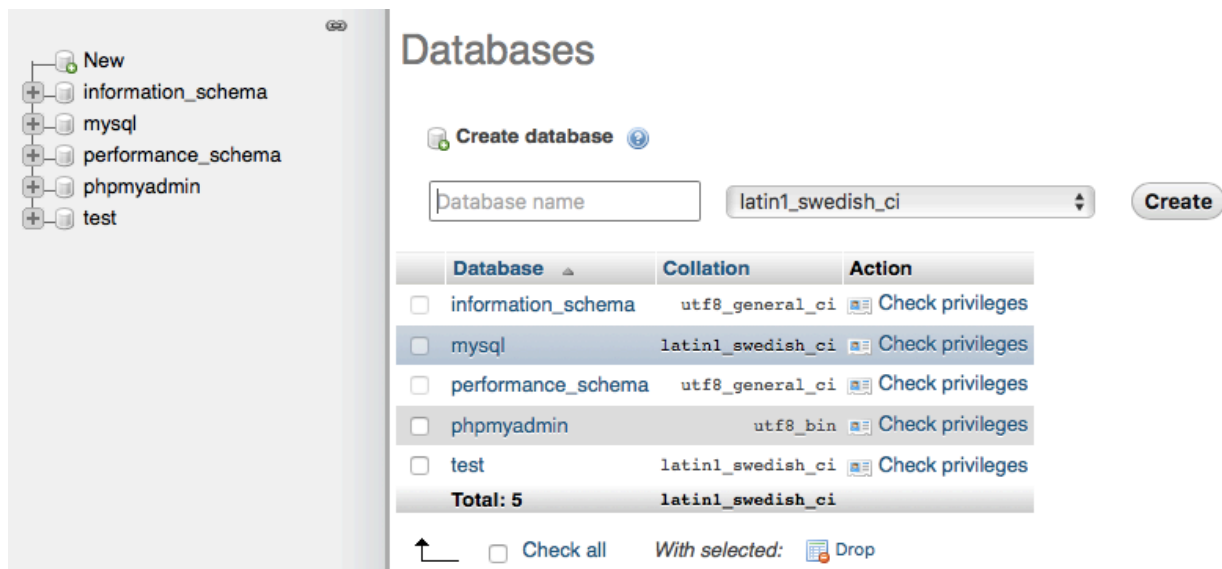 New
information_schema
mysql
performance_schema
phpmyadmin
test
Databases
Create database
Database name latin1_swedish_ci Create
Database Collation Action
information_schema utf8_general_ci Check privileges
mysql latin1_swedish_ci Check privileges
performance_schema utf8_general_ci Check privileges
phpmyadmin utf8_bin Check privileges
test latin1_swedish_ci Check privileges
Total: 5 latin1_swedish_ci
Check all With selected: Drop